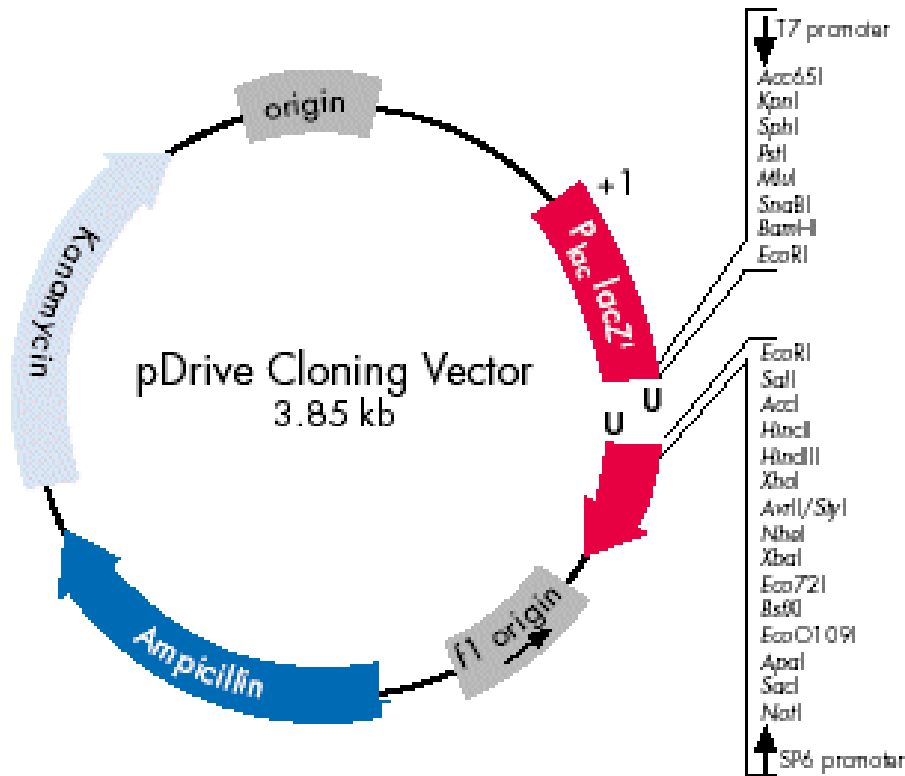 T7 promoter
Acc65I
KpnI
SphI
PstI
MluI
SnaBI
BamHI
EcoRI
origin
+1
Plac lacZ'
Kanamycin
pDrive Cloning Vector
3.85 kb
U
U
EcoRI
SalI
AccI
HincII
HindIII
XhoI
AvrII/StyI
NheI
XbaI
Eco72I
BstXI
EcoO109I
ApaI
SacI
NotI
SP6 promoter
f1 origin
Ampicillin